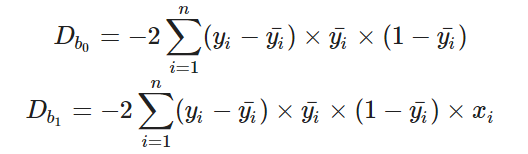 D_{b_0} = -2 \sum_{i=1}^{n} (y_i - \bar{y_i}) \times \bar{y_i} \times (1 - \bar{y_i})
D_{b_1} = -2 \sum_{i=1}^{n} (y_i - \bar{y_i}) \times \bar{y_i} \times (1 - \bar{y_i}) \times x_i